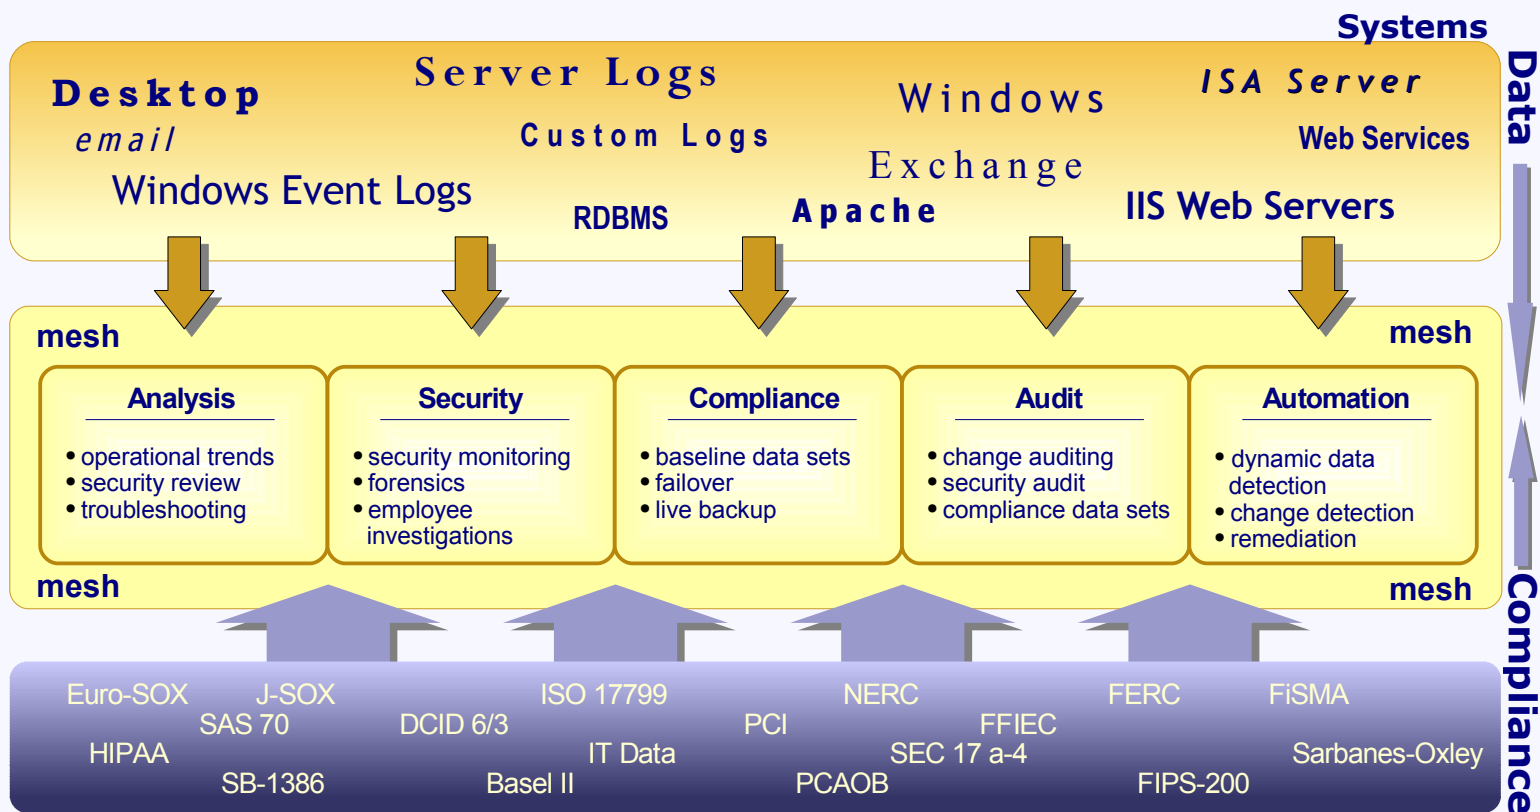 Systems
Data
Desktop
Server Logs
Windows
ISA Server
email
Custom Logs
Web Services
Exchange
Windows Event Logs
RDBMS
Apache
IIS Web Servers
mesh
mesh
Analysis
• operational trends
• security review
• troubleshooting
Security
• security monitoring
• forensics
• employee
investigations
Compliance
• baseline data sets
• failover
• live backup
Audit
• change auditing
• security audit
• compliance data sets
Automation
• dynamic data
detection
• change detection
• remediation
mesh
mesh
Compliance
Euro-SOX
J-SOX
ISO 17799
NERC
FERC
FiSMA
SAS 70
DCID 6/3
PCI
FFIEC
HIPAA
IT Data
SEC 17 a-4
Sarbanes-Oxley
SB-1386
Basel II
PCAOB
FIPS-200